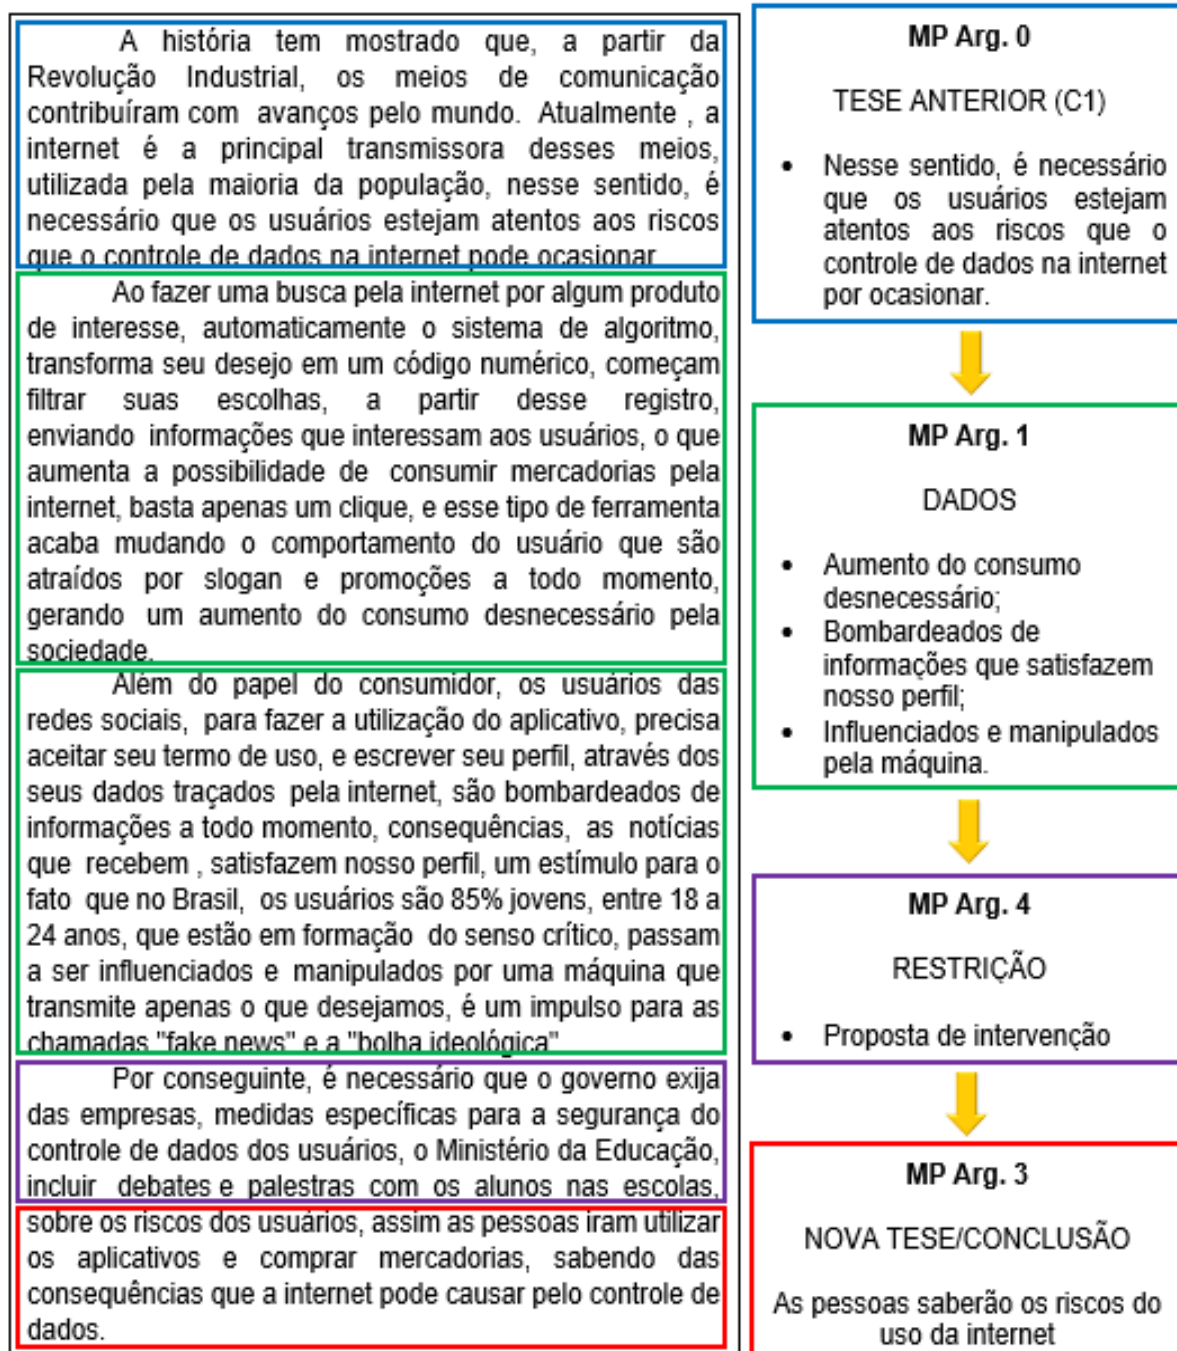 A história tem mostrado que, a partir da
Revolução Industrial, os meios de comunicação
contribuíram com avanços pelo mundo. Atualmente , a
internet é a principal transmissora desses meios,
utilizada pela maioria da população, nesse sentido, é
necessário que os usuários estejam atentos aos riscos
que o controle de dados na internet pode ocasionar
Ao fazer uma busca pela internet por algum produto
de interesse, automaticamente o sistema de algoritmo,
transforma seu desejo em um código numérico, começam
filtrar suas escolhas, a partir desse registro,
enviando informações que interessam aos usuários, o que
aumenta a possibilidade de consumir mercadorias pela
internet, basta apenas um clique, e esse tipo de ferramenta
acaba mudando o comportamento do usuário que são
atraídos por slogan e promoções a todo momento,
gerando um aumento do consumo desnecessário pela
sociedade.
Além do papel do consumidor, os usuários das
redes sociais, para fazer a utilização do aplicativo, precisa
aceitar seu termo de uso, e escrever seu perfil, através dos
seus dados traçados pela internet, são bombardeados de
informações a todo momento, consequências, as notícias
que recebem , satisfazem nosso perfil, um estímulo para o
fato que no Brasil, os usuários são 85% jovens, entre 18 a
24 anos, que estão em formação do senso crítico, passam
a ser influenciados e manipulados por uma máquina que
transmite apenas o que desejamos, é um impulso para as
chamadas "fake news" e a "bolha ideológica"
Por conseguinte, é necessário que o governo exija
das empresas, medidas específicas para a segurança do
controle de dados dos usuários, o Ministério da Educação,
incluir debates e palestras com os alunos nas escolas,
sobre os riscos dos usuários, assim as pessoas iram utilizar
os aplicativos e comprar mercadorias, sabendo das
consequências que a internet pode causar pelo controle de
dados.
MP Arg. 0
TESE ANTERIOR (C1)
• Nesse sentido, é necessário
que os usuários estejam
atentos aos riscos que o
controle de dados na internet
por ocasionar.
MP Arg. 1
DADOS
• Aumento do consumo
desnecessário;
• Bombardeados de
informações que satisfazem
nosso perfil;
• Influenciados e manipulados
pela máquina.
MP Arg. 4
RESTRIÇÃO
• Proposta de intervenção
MP Arg. 3
NOVA TESE/CONCLUSÃO
As pessoas saberão os riscos do
uso da internet